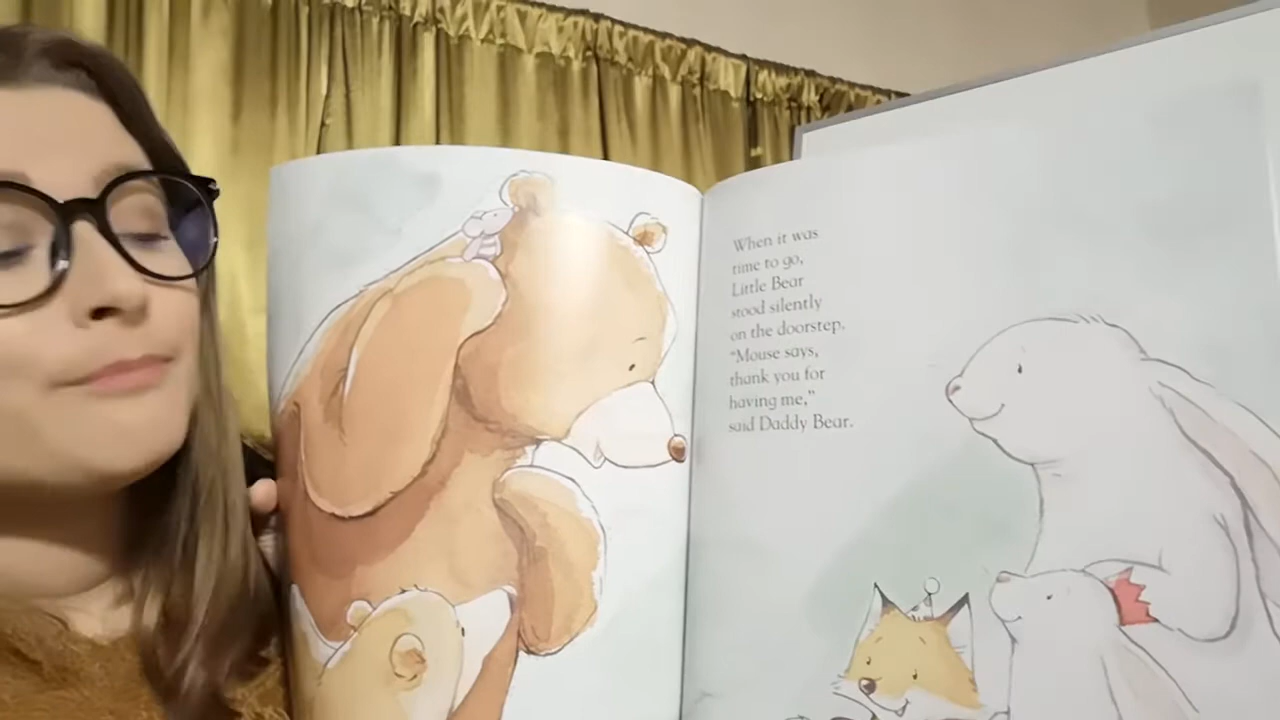 When it was
time to go,
Little Bear
stood silently
on the doorstep.
“Mouse says,
thank you for
having me,”
said Daddy Bear.